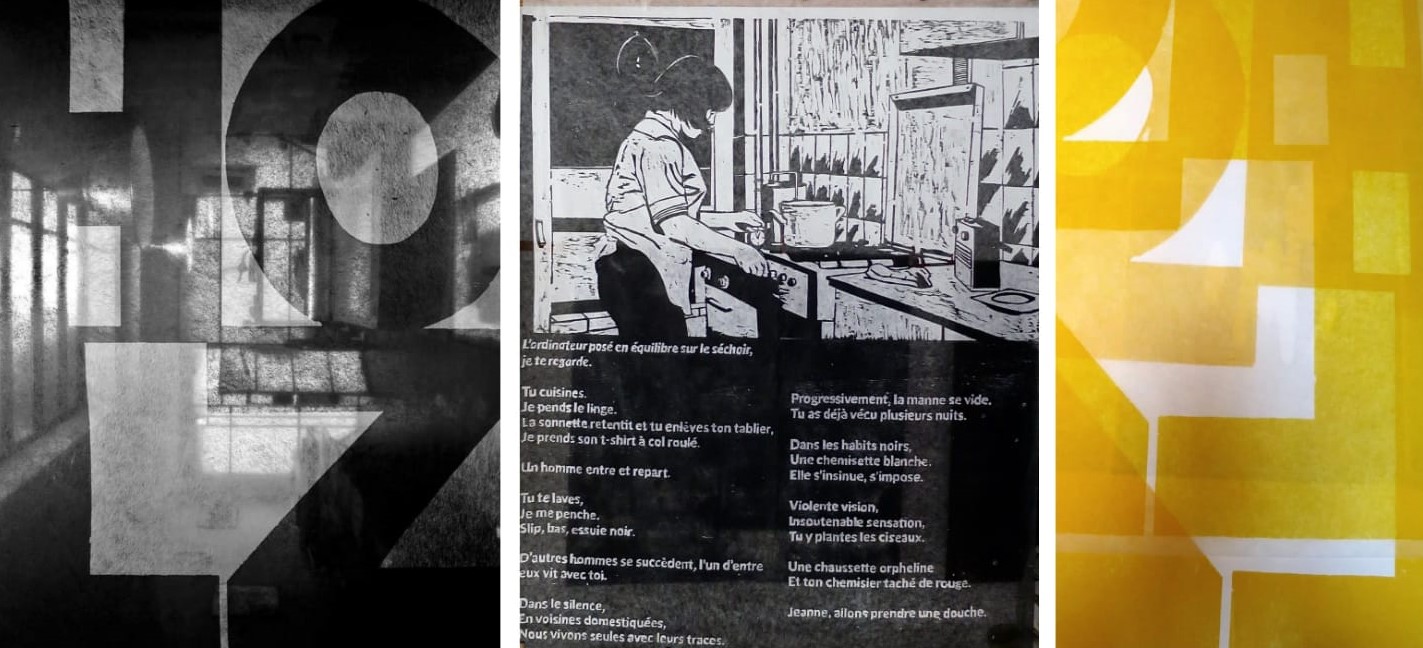 L'ordinateur posé en équilibre sur le séchoir,
je te regarde.
Tu cuisines.
Je pends le linge.
La sonnette retentit et tu enlèves ton tablier,
Je prends son t-shirt à col roulé.
Un homme entre et repart.
Tu te laves,
Je me penche.
Slip, bas, essuie noir.
D'autres hommes se succèdent, l'un d'entre
eux vit avec toi.
Dans le silence,
En voisines domestiquées,
Nous vivons seules avec leurs traces.
Progressivement, la manne se vide.
Tu as déjà vécu plusieurs nuits.
Dans les habits noirs,
Une chemisette blanche.
Elle s'insinue, s'impose.
Violente vision,
Insoutenable sensation,
Tu y plantes les ciseaux.
Une chaussette orpheline
Et ton chemisier taché de rouge.
Jeanne, allons prendre une douche.